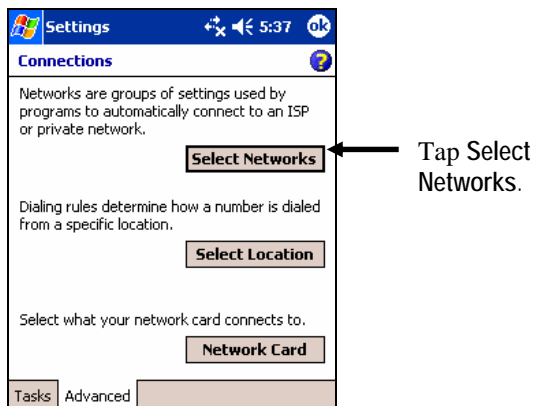 Settings 5:37 ok
Connections ?
Networks are groups of settings used by
programs to automatically connect to an ISP
or private network.
Select Networks
Tap Select
Networks.
Dialing rules determine how a number is dialed
from a specific location.
Select Location
Select what your network card connects to.
Network Card
Tasks Advanced